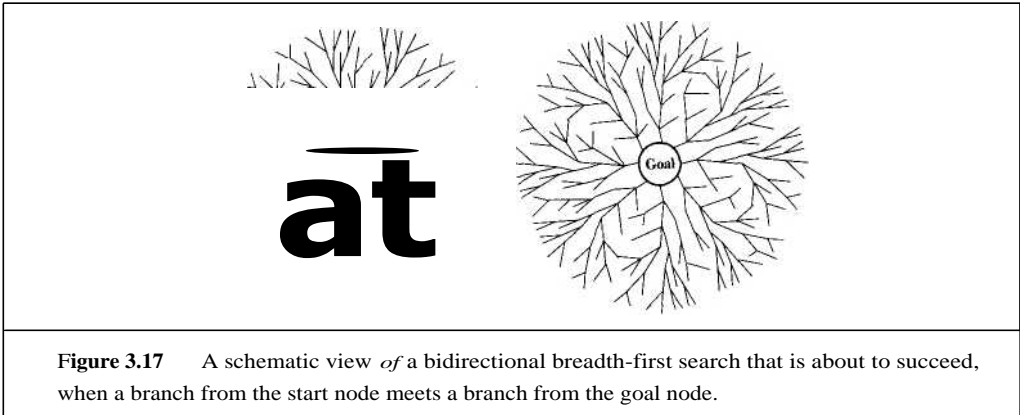 at
Goal
Figure 3.17 A schematic view of a bidirectional breadth-first search that is about to succeed,
when a branch from the start node meets a branch from the goal node.